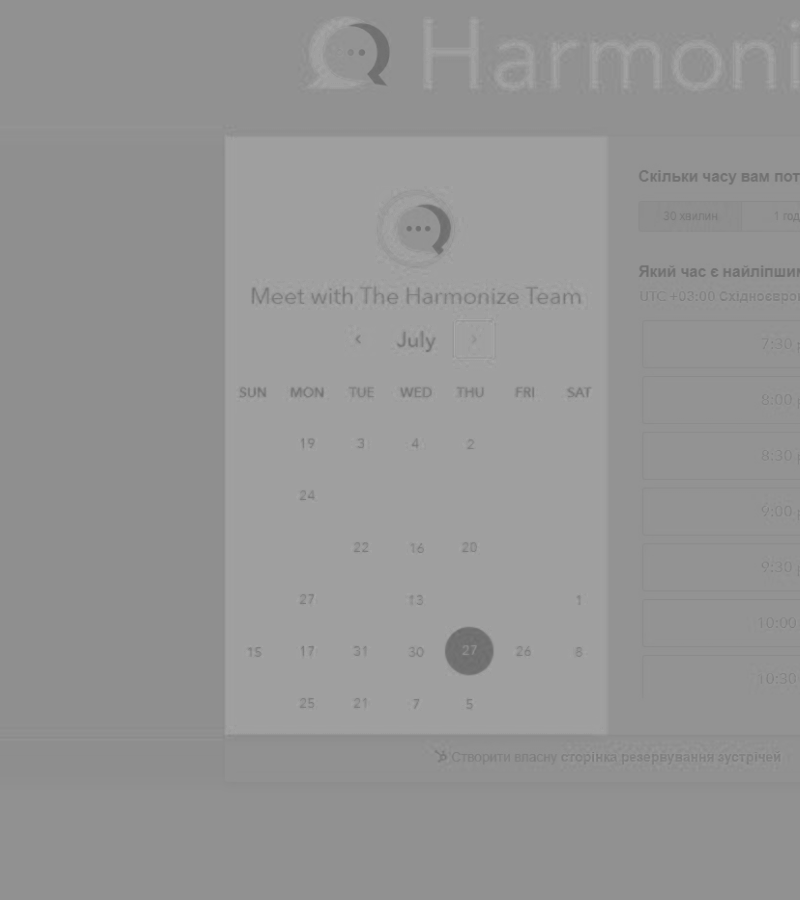 Harmoni
Meet with The Harmonize Team
July
SUN MON TUE WED THU FRI SAT
19 3 4 2
24
22 16 20
27 13 1
15 17 31 30 27 26 8
25 21 7 5
Скільки часу вам пот
30 хвилин 1 год
Який час є найліпшим
UTC +03:00 Східноєвроп
7:30 p
8:00 p
8:30 p
9:00 p
9:30 p
10:00
10:30
Створити власну сторінка резервування зустрічей